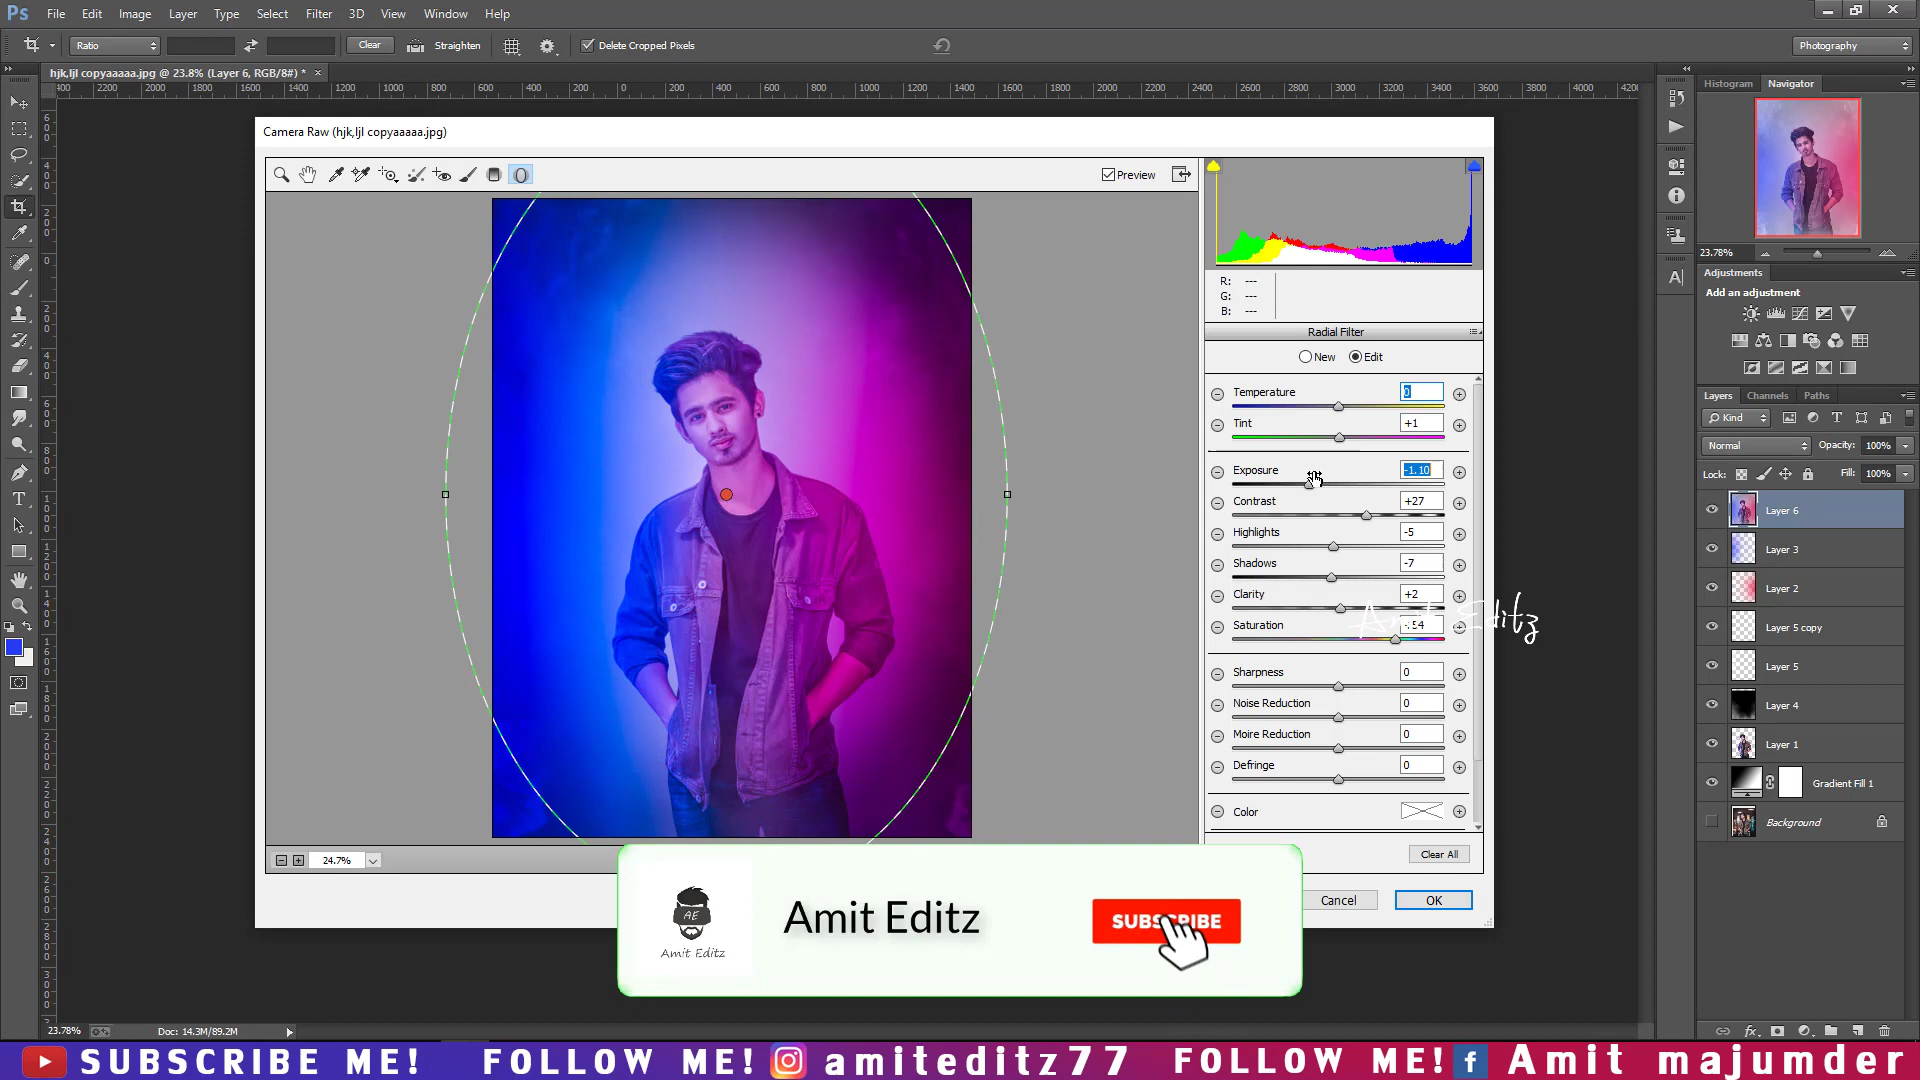 Ps File Edit Image Layer Type Select Filter 3D View Window Help
Ratio Clear Straighten Delete Cropped Pixels Photography
hjk,ljl copyaaaaa.jpg @ 23.8% (Layer 6, RGB/8#) * ×
Camera Raw (hjk,ljl copyaaaaa.jpg)
Preview
R: ---
G: ---
B: ---
Radial Filter
New Edit
Temperature 0
Tint +1
Exposure -1.10
Contrast +27
Highlights -5
Shadows -7
Clarity +2
Saturation
Sharpness 0
Noise Reduction 0
Moire Reduction 0
Defringe 0
Color
Clear All
Cancel OK
24.7%
Amit Editz
Histogram Navigator
23.78%
Adjustments
Add an adjustment
Layers Channels Paths
Kind
Normal Opacity: 100%
Lock: Fill: 100%
Layer 6
Layer 3
Layer 2
Layer 5 copy
Layer 5
Layer 4
Layer 1
Gradient Fill 1
Background
AE
Amit Editz
Amit Editz
SUBSCRIBE
23.78% Doc: 14.3M/89.2M
SUBSCRIBE ME! FOLLOW ME! amiteditz77 FOLLOW ME! f Amit majumder